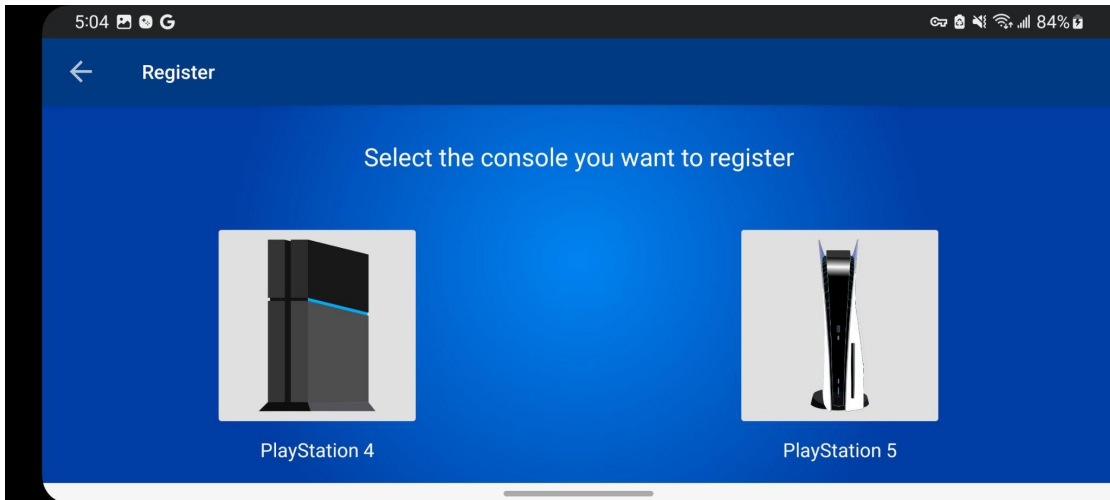 5:04 G 84%
Register
Select the console you want to register
PlayStation 4
PlayStation 5